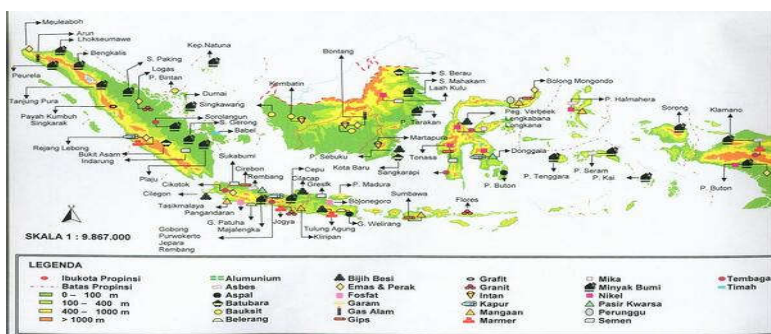 Meuleaboh
Arun
Lhokseumawe
Bengkalis
Kep.Natuna
S. Paking
Logas
P. Bintan
Dumai
Singkawang
Peurela
Tanjung Pura
Payah Kumbuh
Singkarak
Sorolangun
S. Gerong
Babel
Rejang Lebong
Bukit Asam
Indarung
Plaju
Kembatin
Bontang
S. Berau
S. Mahakam
Laah Kulu
P. Tarakan
Martapura
P. Sebuku
Kota Baru
Tonasa
Sangkarapi
Bolong Mongondo
Peg. Verbeek
Lengkabana
Longkana
P. Halmahera
Sorong
Klamano
Donggala
P. Buton
P. Tenggara
P. Seram
P. Kai
P. Buton
Sukabumi
Cirebon
Rembang
Cepu
Cilacap
Gresik
P. Madura
Cikotok
Cilegon
Tasikmalaya
Pangandaran
G. Patuha
Majalengka
Jogya
Kliripan
Tulung Agung
Bojonegoro
G. Welirang
Sumbawa
Flores
Gobong
Purwokerto
Jepara
Rembang
SKALA 1 : 9.867.000
LEGENDA
Ibukota Propinsi
Batas Propinsi
0 – 100 m
100 – 400 m
400 – 1000 m
> 1000 m
Alumunium
Asbes
Aspal
Batubara
Bauksit
Belerang
Bijih Besi
Emas & Perak
Fosfat
Garam
Gas Alam
Gips
Grafit
Granit
Intan
Kapur
Mangaan
Marmer
Mika
Minyak Bumi
Nikel
Pasir Kwarsa
Perunggu
Semen
Tembaga
Timah